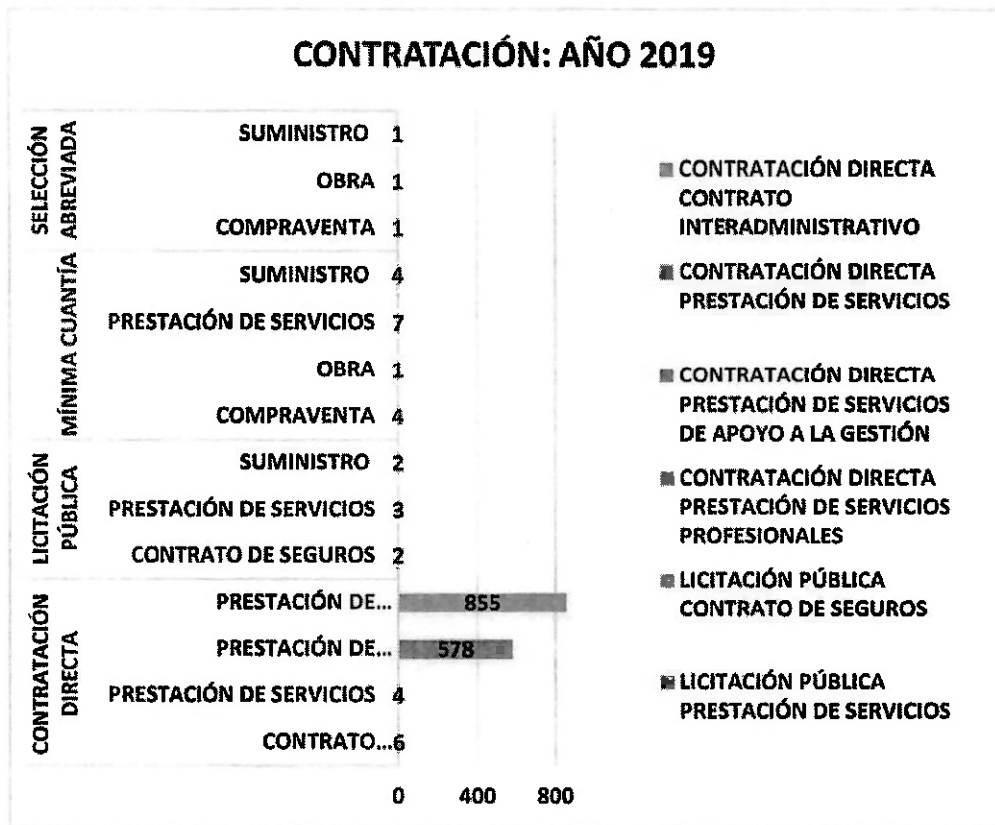 CONTRATACIÓN: AÑO 2019
SELECCIÓN
ABREVIADA
SUMINISTRO 1
OBRA 1
COMPRAVENTA 1
MÍNIMA CUANTÍA
SUMINISTRO 4
PRESTACIÓN DE SERVICIOS 7
OBRA 1
COMPRAVENTA 4
LICITACIÓN
PÚBLICA
SUMINISTRO 2
PRESTACIÓN DE SERVICIOS 3
CONTRATO DE SEGUROS 2
CONTRATACIÓN
DIRECTA
PRESTACIÓN DE... 855
PRESTACIÓN DE... 578
PRESTACIÓN DE SERVICIOS 4
CONTRATO ...6
0 400 800
CONTRATACIÓN DIRECTA
CONTRATO
INTERADMINISTRATIVO
CONTRATACIÓN DIRECTA
PRESTACIÓN DE SERVICIOS
CONTRATACIÓN DIRECTA
PRESTACIÓN DE SERVICIOS
DE APOYO A LA GESTIÓN
CONTRATACIÓN DIRECTA
PRESTACIÓN DE SERVICIOS
PROFESIONALES
LICITACIÓN PÚBLICA
CONTRATO DE SEGUROS
LICITACIÓN PÚBLICA
PRESTACIÓN DE SERVICIOS